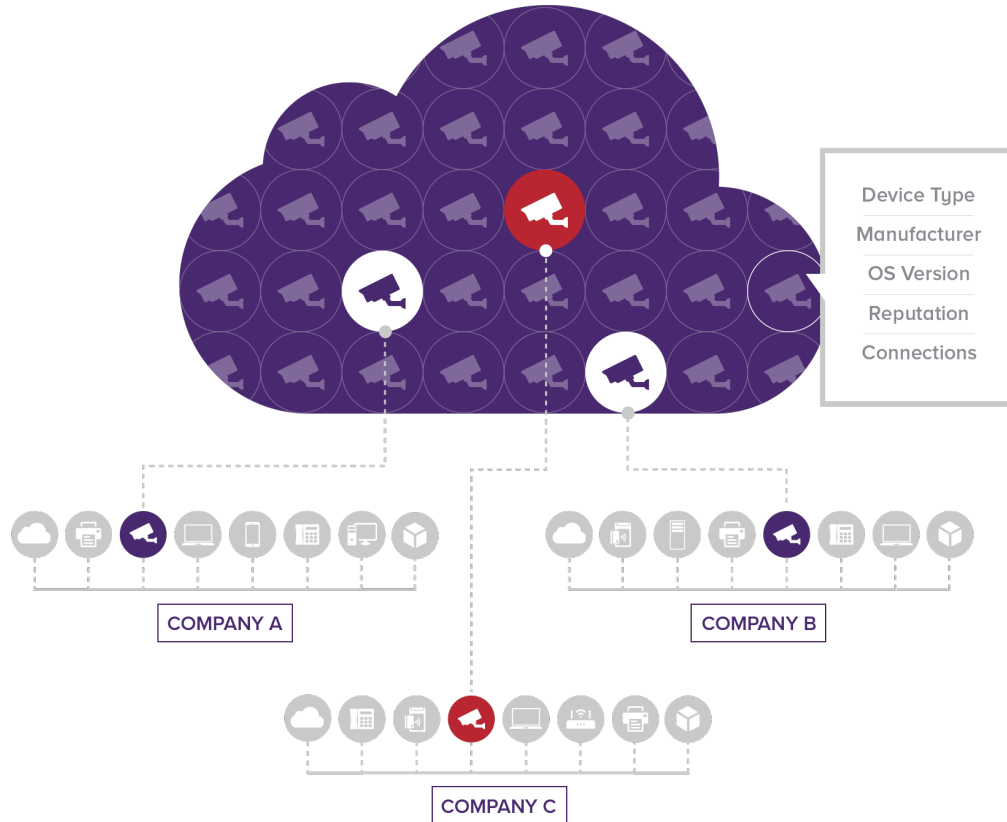 Device Type
Manufacturer
OS Version
Reputation
Connections
COMPANY A
COMPANY B
COMPANY C